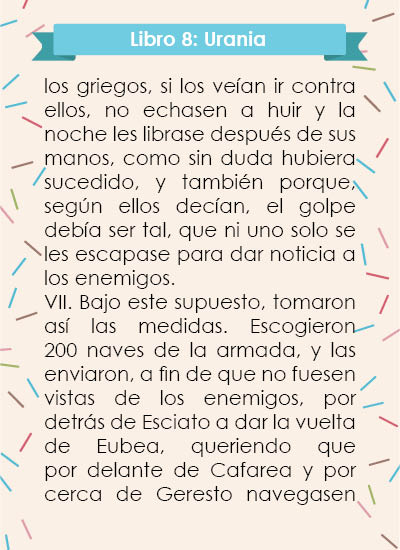 Libro 8: Urania
los griegos, si los veían ir contra
ellos, no echasen a huir y la
noche les librase después de sus
manos, como sin duda hubiera
sucedido, y también porque,
según ellos decían, el golpe
debía ser tal, que ni uno solo se
les escapase para dar noticia a
los enemigos.
VII. Bajo este supuesto, tomaron
así las medidas. Escogieron
200 naves de la armada, y las
enviaron, a fin de que no fuesen
vistas de los enemigos, por
detrás de Esciato a dar la vuelta
de Eubea, queriendo que
por delante de Cafarea y por
cerca de Geresto navegasen